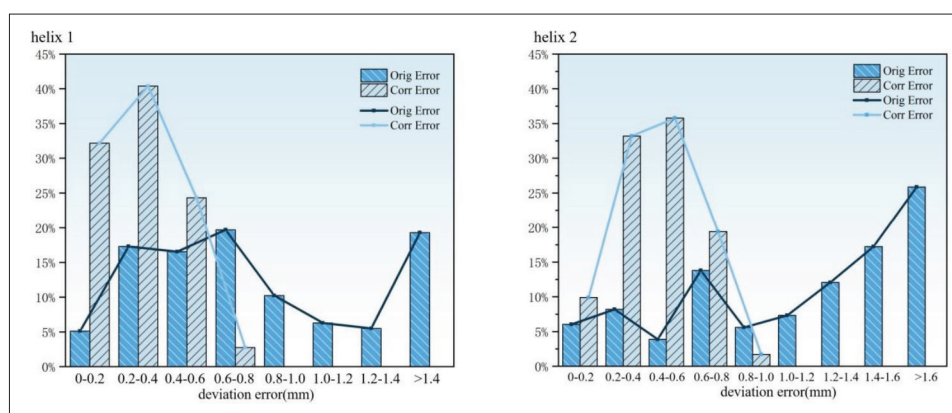 helix 1
45%
40%
35%
30%
25%
20%
15%
10%
5%
0%
Orig Error
Corr Error
Orig Error
Corr Error
0-0.2 0.2-0.4 0.4-0.6 0.6-0.8 0.8-1.0 1.0-1.2 1.2-1.4 >1.4
deviation error(mm)
helix 2
45%
40%
35%
30%
25%
20%
15%
10%
5%
0%
Orig Error
Corr Error
Orig Error
Corr Error
0-0.2 0.2-0.4 0.4-0.6 0.6-0.8 0.8-1.0 1.0-1.2 1.2-1.4 1.4-1.6 >1.6
deviation error(mm)